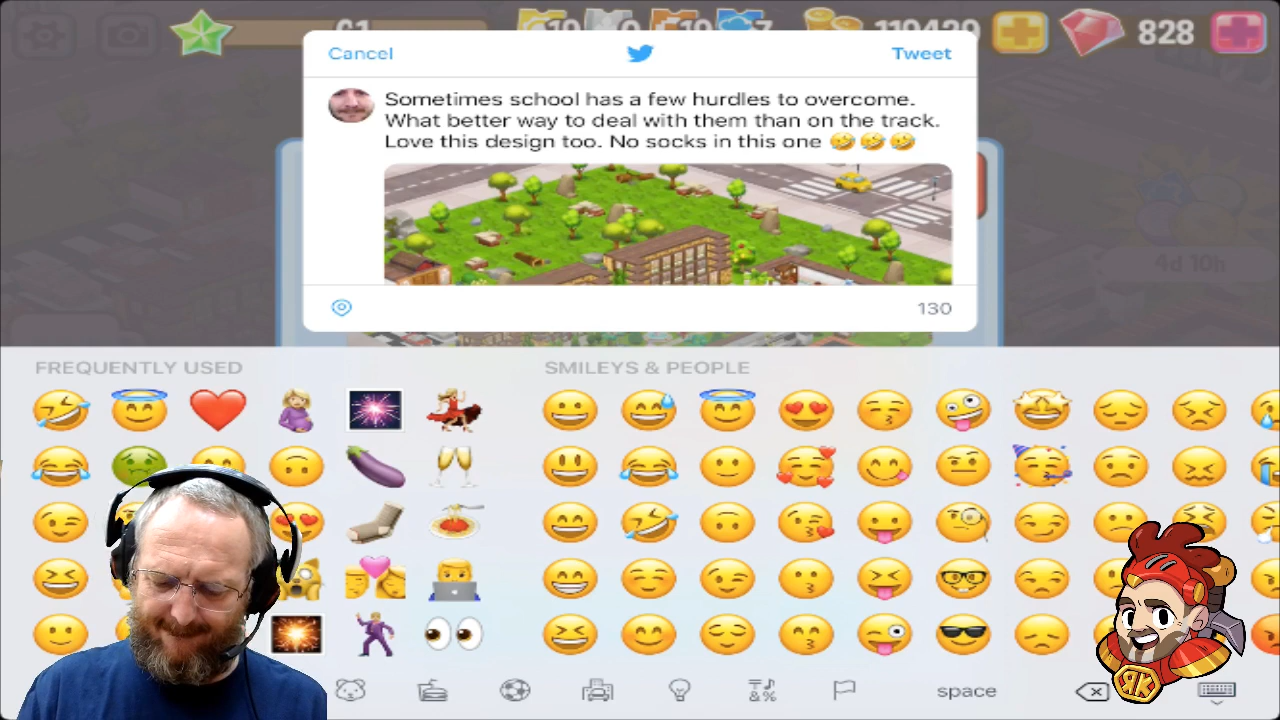 61
119429
828
Cancel
Tweet
Sometimes school has a few hurdles to overcome.
What better way to deal with them than on the track.
Love this design too. No socks in this one 🤣🤣🤣
4d 10h
130
FREQUENTLY USED
SMILEYS & PEOPLE
space